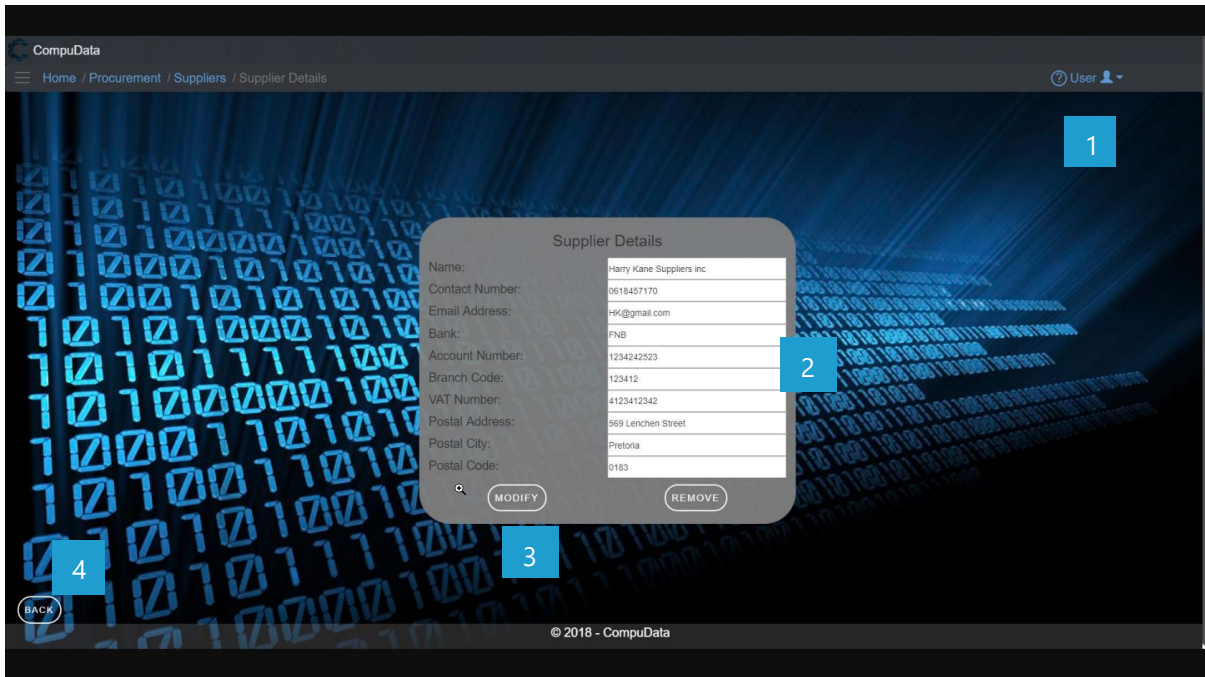 CompuData
Home / Procurement / Suppliers / Supplier Details
User
1
Supplier Details
Name: Harry Kane Suppliers inc
Contact Number: 0618457170
Email Address: HK@gmail.com
Bank: FNB
Account Number: 1234242523
2
Branch Code: 123412
VAT Number: 4123412342
Postal Address: 569 Lenchen Street
Postal City: Pretoria
Postal Code: 0183
MODIFY REMOVE
3
4
BACK
© 2018 - CompuData